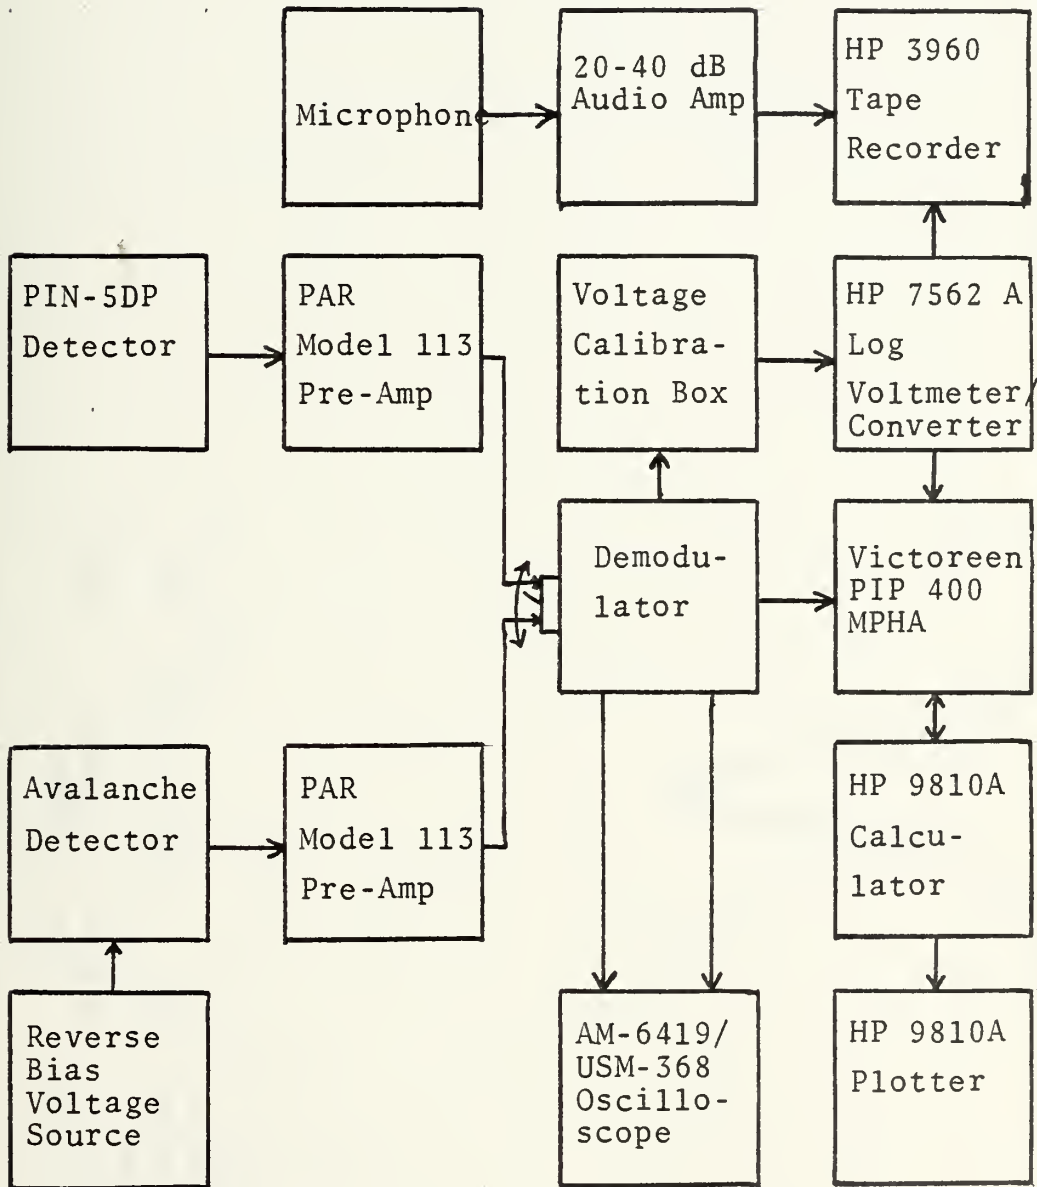 Microphone
20-40 dB
Audio Amp
HP 3960
Tape
Recorder
PIN-5DP
Detector
PAR
Model 113
Pre-Amp
Voltage
Calibra-
tion Box
HP 7562 A
Log
Voltmeter/
Converter
Demodu-
lator
Victoreen
PIP 400
MPHA
Avalanche
Detector
PAR
Model 113
Pre-Amp
HP 9810A
Calcu-
lator
Reverse
Bias
Voltage
Source
AM-6419/
USM-368
Oscillo-
scope
HP 9810A
Plotter